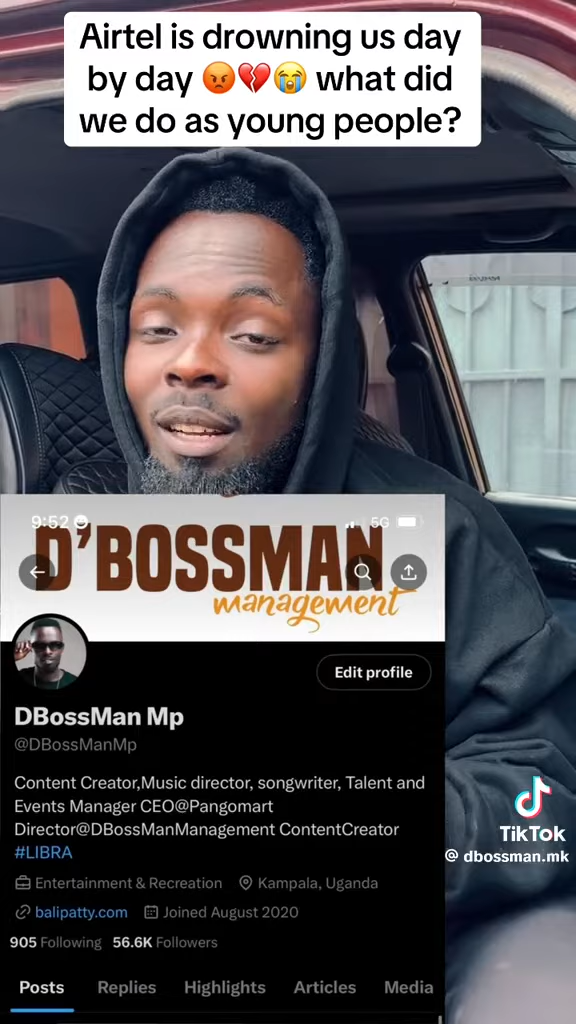 Airtel is drowning us day
by day 😡💔😭 what did
we do as young people?
9:52
5G
D'BOSSMAN
management
Edit profile
DBossMan Mp
@DBossManMp
Content Creator,Music director, songwriter, Talent and
Events Manager CEO@Pangomart
Director@DBossManManagement ContentCreator
#LIBRA
Entertainment & Recreation Kampala, Uganda
balipatty.com Joined August 2020
905 Following 56.6K Followers
Posts Replies Highlights Articles Media
TikTok
@ dbossman.mk